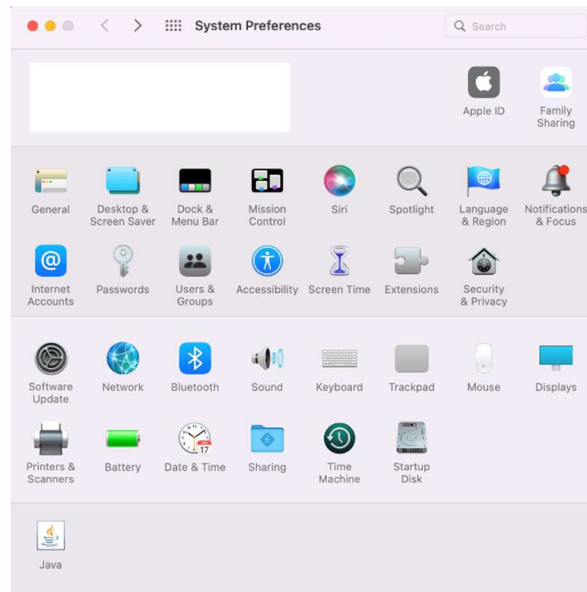 System Preferences
Search
Apple ID
Family
Sharing
General
Desktop &
Screen Saver
Dock &
Menu Bar
Mission
Control
Siri
Spotlight
Language
& Region
Notifications
& Focus
Internet
Accounts
Passwords
Users &
Groups
Accessibility
Screen Time
Extensions
Security
& Privacy
Software
Update
Network
Bluetooth
Sound
Keyboard
Trackpad
Mouse
Displays
Printers &
Scanners
Battery
17
Date & Time
Sharing
Time
Machine
Startup
Disk
Java